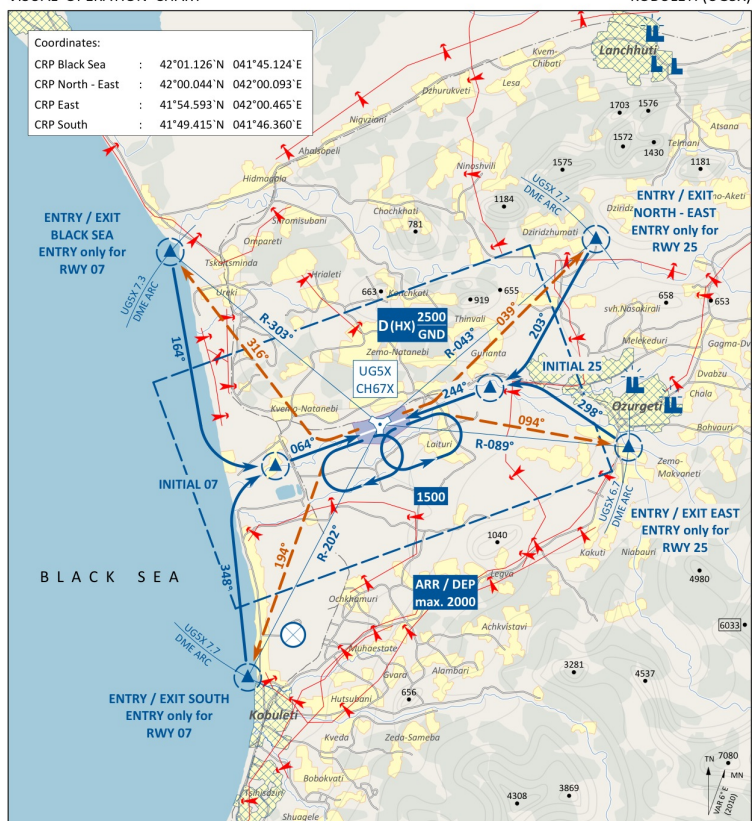 Coordinates:
CRP Black Sea : 42°01.126`N 041°45.124`E
CRP North - East : 42°00.044`N 042°00.093`E
CRP East : 41°54.593`N 042°00.465`E
CRP South : 41°49.415`N 041°46.360`E
Lanchhuti
Kvem-
Chibati
Lesa
Dzhurukveti
Nigvziani
1703
1576
1572
1430
Atsana
Telmani
Ahalsopeli
Ninoshvili
1575
1181
Hidmagala
UG5X 7.7
DME ARC
ENTRY / EXIT
NORTH - EAST
ENTRY only for
RWY 25
1184
ENTRY / EXIT
BLACK SEA
ENTRY only for
RWY 07
Chochkhati
781
Dziridzhumati
Ompareti
Tskaltsminda
UG5X 7.3
DME ARC
Hrialeti
Ureki
663
Kenchkati
919
655
658
653
svh.Nasakirali
Thinvali
D (HX) 2500
GND
R-303°
R-043°
039°
203°
164°
316°
Zemo-Natanebi
Gurianta
Melekeduri
Gagma-Dv
Dvabzu
UG5X
CH67X
INITIAL 25
244°
298°
Chala
Ozurgeti
Bohvauri
Kvemo-Natanebi
064°
094°
Laituri
R-089°
Zemo-
Makvaneti
INITIAL 07
1500
UG5X 6.7
DME ARC
ENTRY / EXIT EAST
ENTRY only for
RWY 25
R-202°
194°
348°
1040
Kakuti
Niabauri
BLACK SEA
Legva
4980
ARR / DEP
max. 2000
Ochkhamuri
6033
Achkvistavi
Muhaestate
UG5X 7.7
DME ARC
Gvara
Alambari
3281
4537
656
ENTRY / EXIT SOUTH
ENTRY only for
RWY 07
Kobuleti
Hutsubani
Kveda
Zeda-Sameba
Bobokvati
7080
TN
MN
VAR 6°E
(2010)
4308
3869
Shuagele